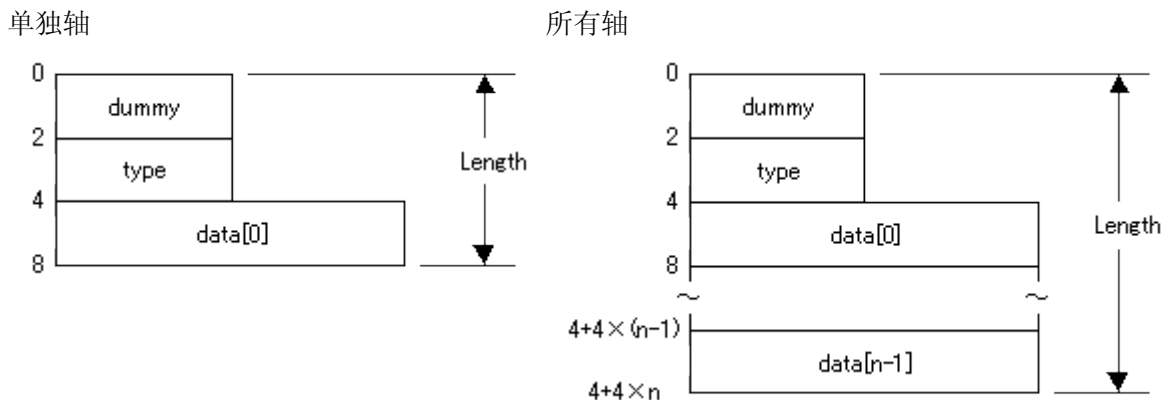 单独轴
所有轴
0
dummy
2
type
4
data[0]
8
Length
0
dummy
2
type
4
data[0]
8
~ ~
4+4×(n-1)
data[n-1]
4+4×n
Length